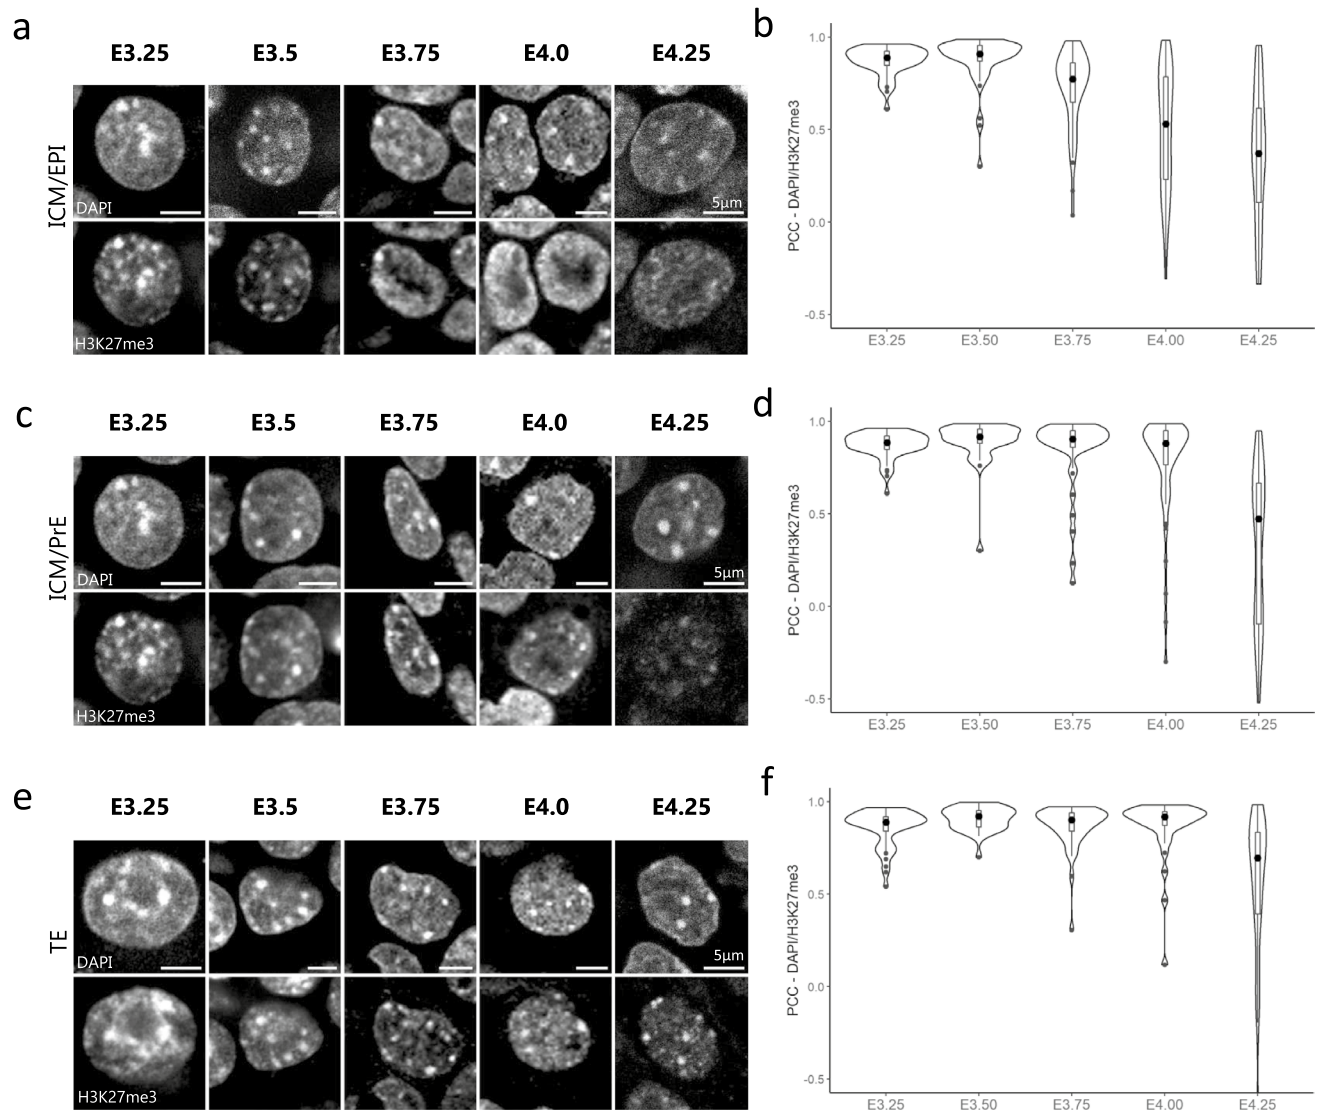 a
E3.25 E3.5 E3.75 E4.0 E4.25
ICM/EPI
DAPI
5μm
H3K27me3
b
PCC - DAPI/H3K27me3
1.0
0.5
0.0
-0.5
E3.25 E3.50 E3.75 E4.00 E4.25
c
E3.25 E3.5 E3.75 E4.0 E4.25
ICM/PrE
DAPI
5μm
H3K27me3
d
PCC - DAPI/H3K27me3
1.0
0.5
0.0
-0.5
E3.25 E3.50 E3.75 E4.00 E4.25
e
E3.25 E3.5 E3.75 E4.0 E4.25
TE
DAPI
5μm
H3K27me3
f
PCC - DAPI/H3K27me3
1.0
0.5
0.0
-0.5
E3.25 E3.50 E3.75 E4.00 E4.25